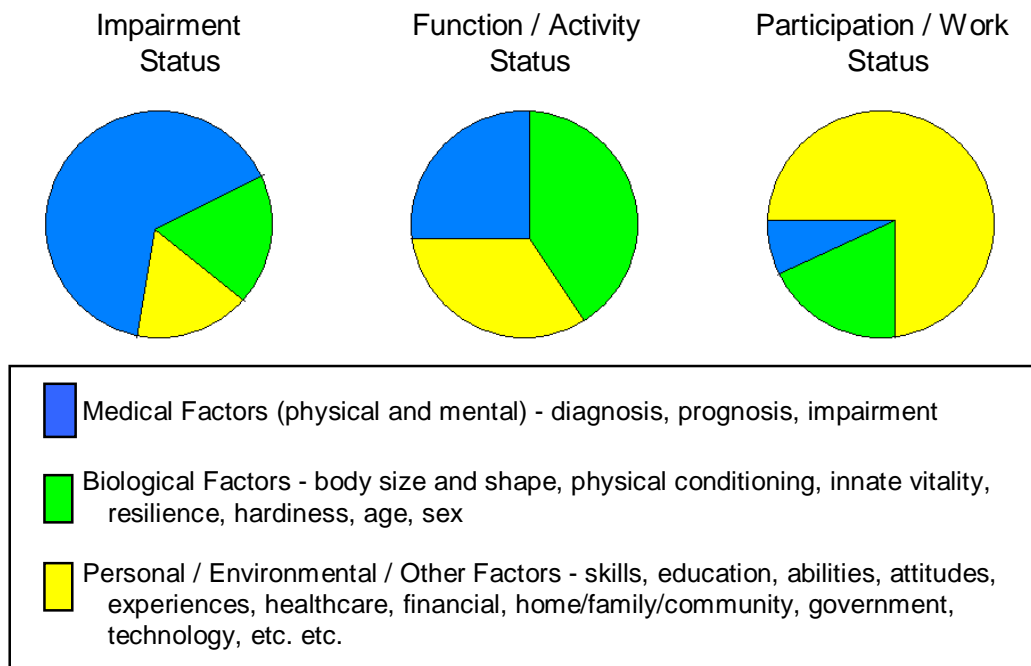 Impairment
Status
Function / Activity
Status
Participation / Work
Status
Medical Factors (physical and mental) - diagnosis, prognosis, impairment
Biological Factors - body size and shape, physical conditioning, innate vitality,
resilience, hardiness, age, sex
Personal / Environmental / Other Factors - skills, education, abilities, attitudes,
experiences, healthcare, financial, home/family/community, government,
technology, etc. etc.